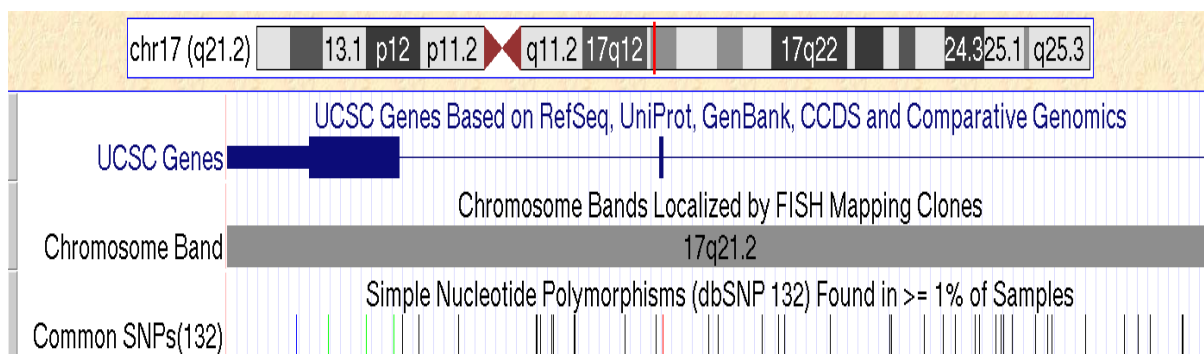 chr17 (q21.2) 13.1 p12 p11.2 q11.2 17q12 17q22 24.3 25.1 q25.3
UCSC Genes Based on RefSeq, UniProt, GenBank, CCDS and Comparative Genomics
UCSC Genes
Chromosome Bands Localized by FISH Mapping Clones
Chromosome Band 17q21.2
Simple Nucleotide Polymorphisms (dbSNP 132) Found in >= 1% of Samples
Common SNPs(132)